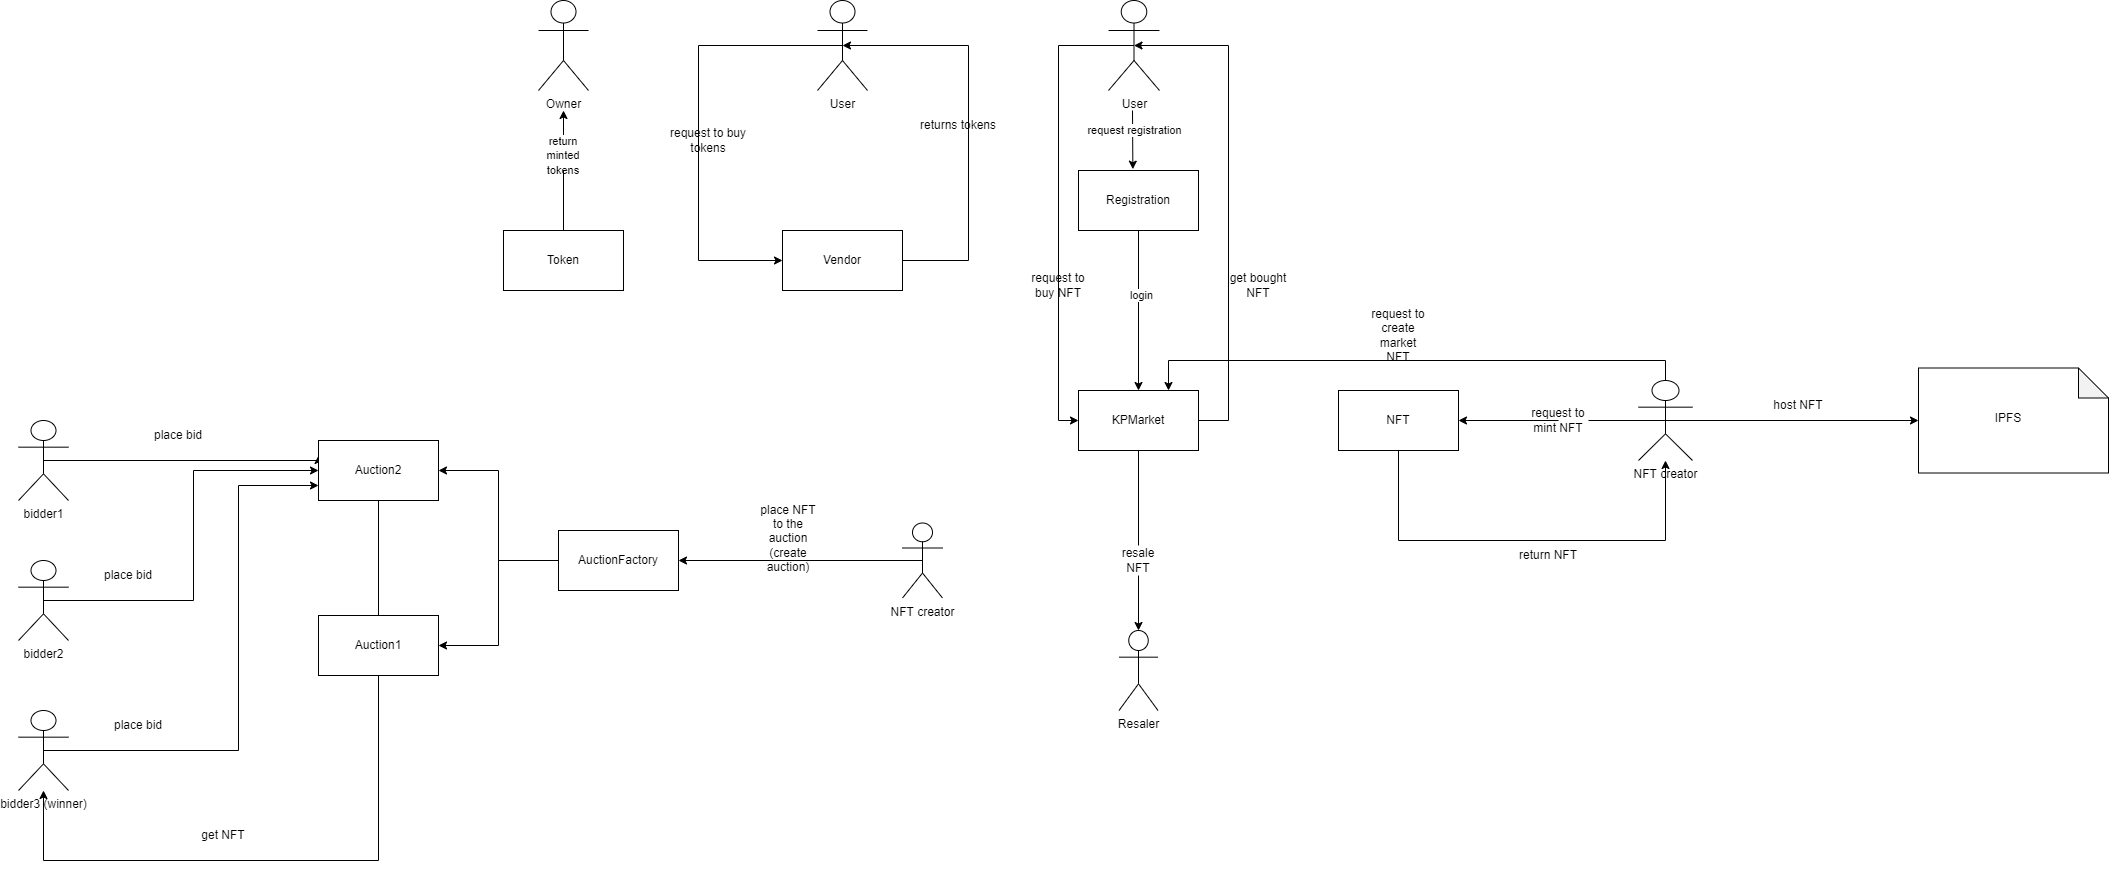 Owner
User
User
return
minted
tokens
request to buy
tokens
returns tokens
request registration
Registration
Token
Vendor
request to
buy NFT
login
get bought
NFT
request to
create
market
NFT
KPMarket
NFT
request to
mint NFT
NFT creator
host NFT
IPFS
return NFT
place bid
bidder1
Auction2
place bid
bidder2
AuctionFactory
place NFT
to the
auction
(create
auction)
NFT creator
resale
NFT
Resaler
Auction1
place bid
bidder3 (winner)
get NFT